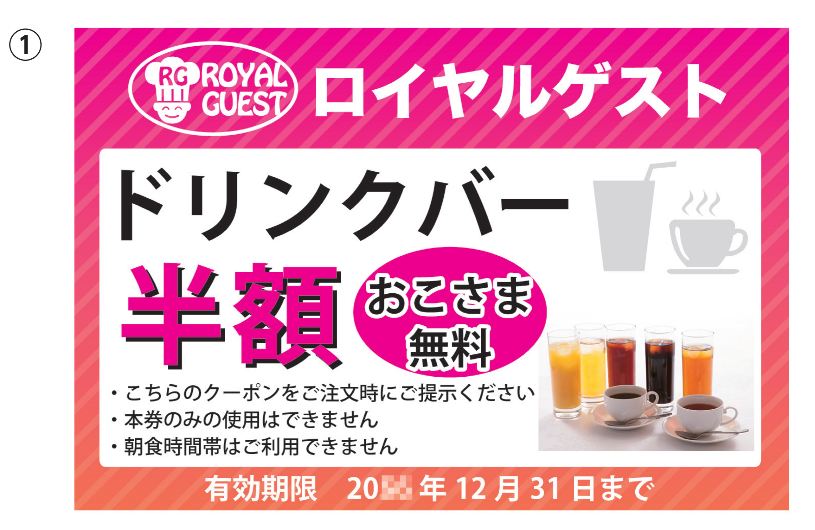 ①
RG ROYAL GUEST ロイヤルゲスト
ドリンクバー
半額 おこさま
無料
・こちらのクーポンをご注文時にご提示ください
・本券のみの使用はできません
・朝食時間帯はご利用できません
有効期限 20 年 12 月 31 日まで